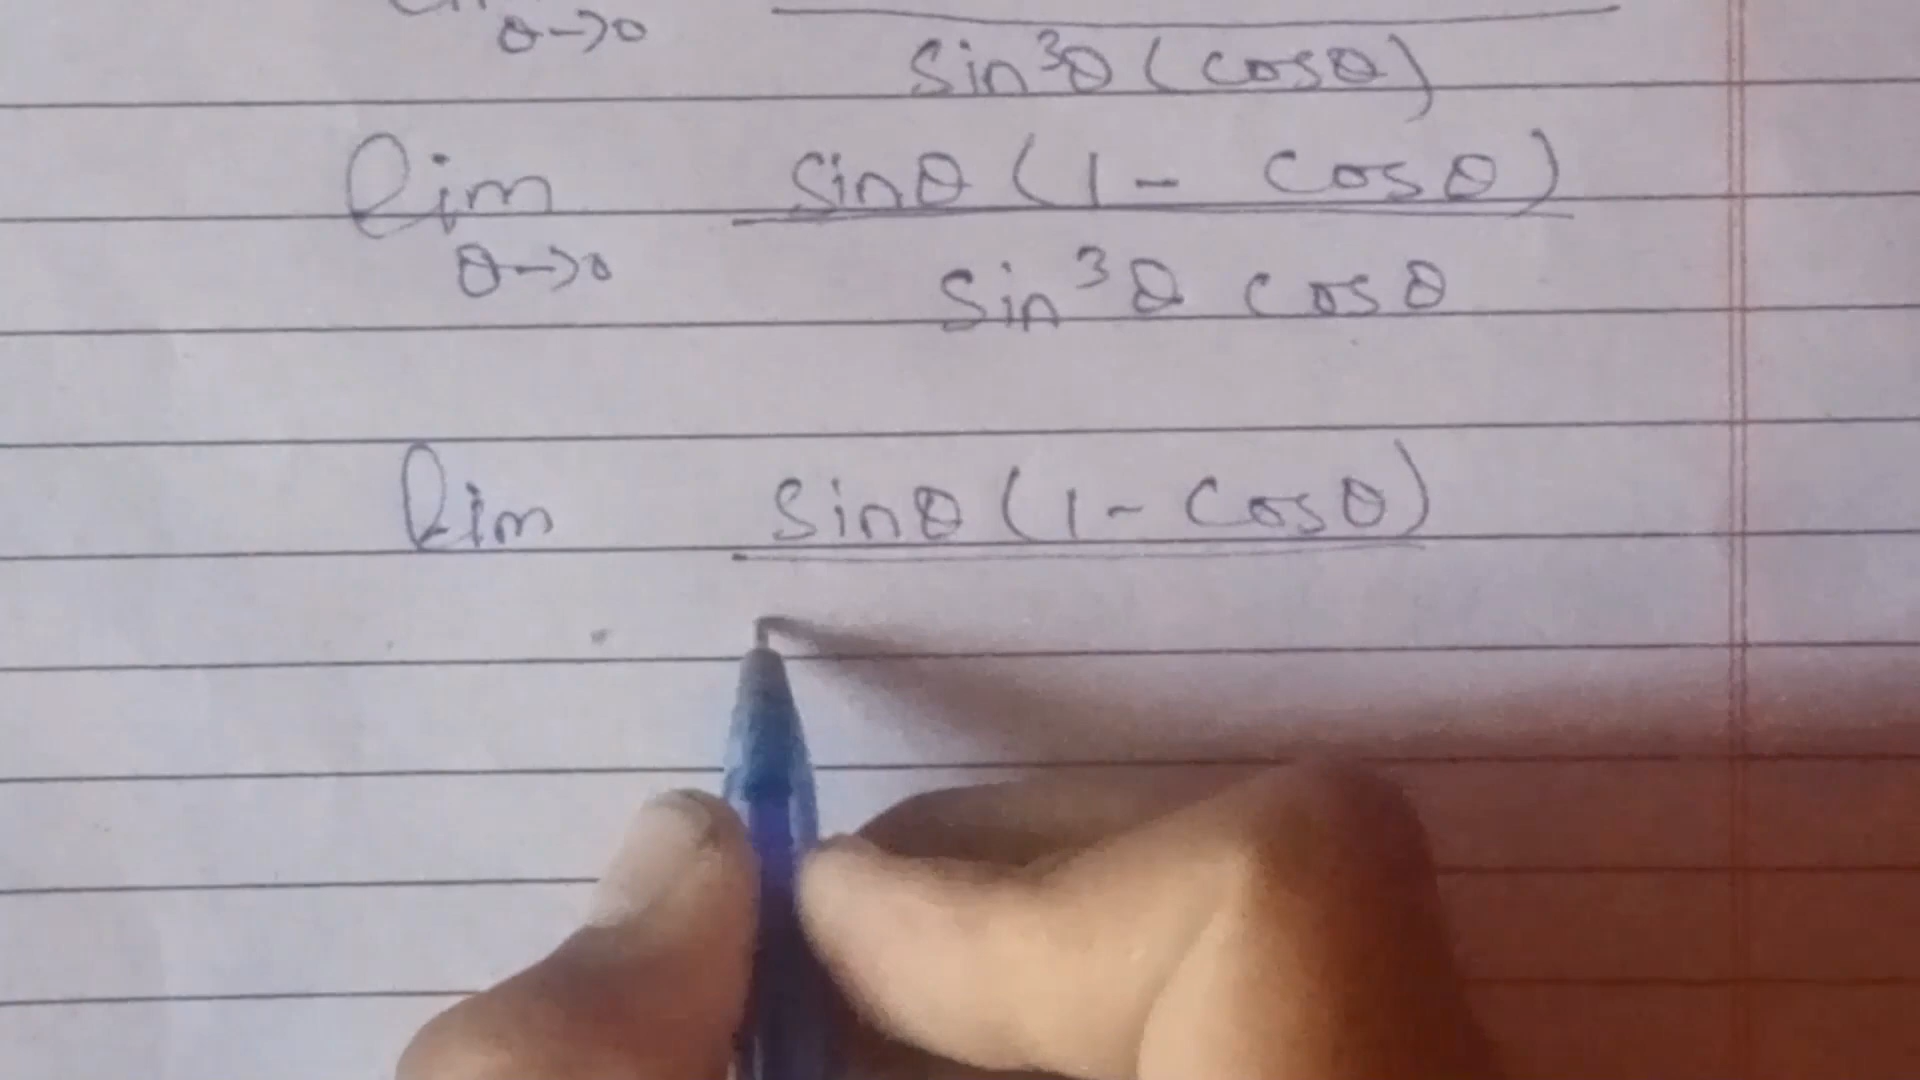 θ→0
sin³θ (cosθ)
lim sinθ (1 - cosθ)
θ→0 sin³θ cosθ
lim sinθ (1 - cosθ)